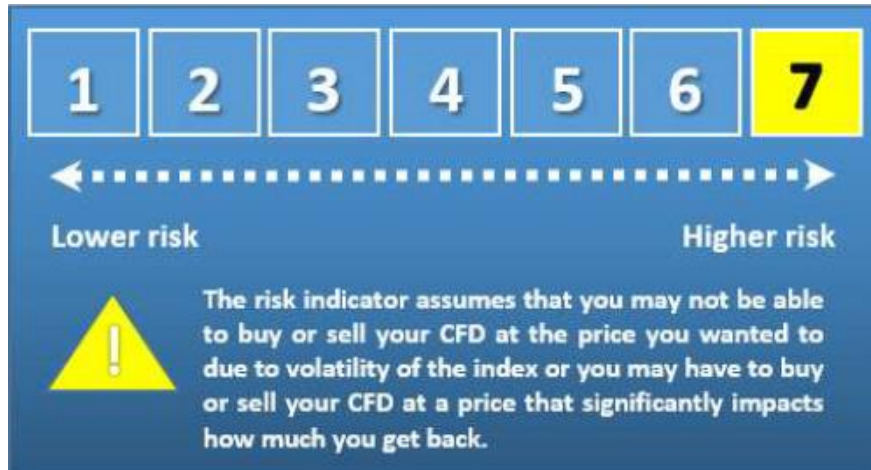 1 2 3 4 5 6 7
Lower risk Higher risk
!
The risk indicator assumes that you may not be able
to buy or sell your CFD at the price you wanted to
due to volatility of the index or you may have to buy
or sell your CFD at a price that significantly impacts
how much you get back.